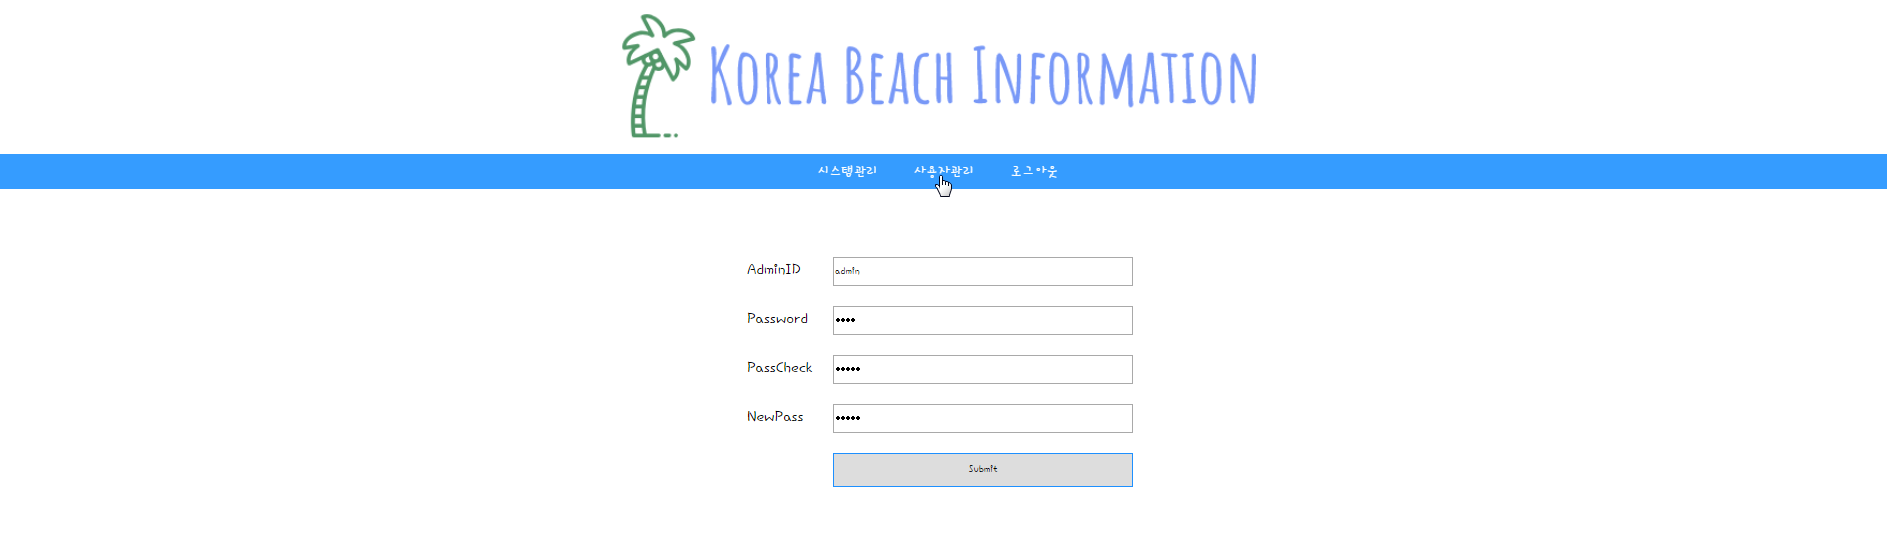 KOREA BEACH INFORMATION
시스템관리 사용자관리 로그아웃
AdminID admin
Password ••••
PassCheck •••••
NewPass •••••
Submit